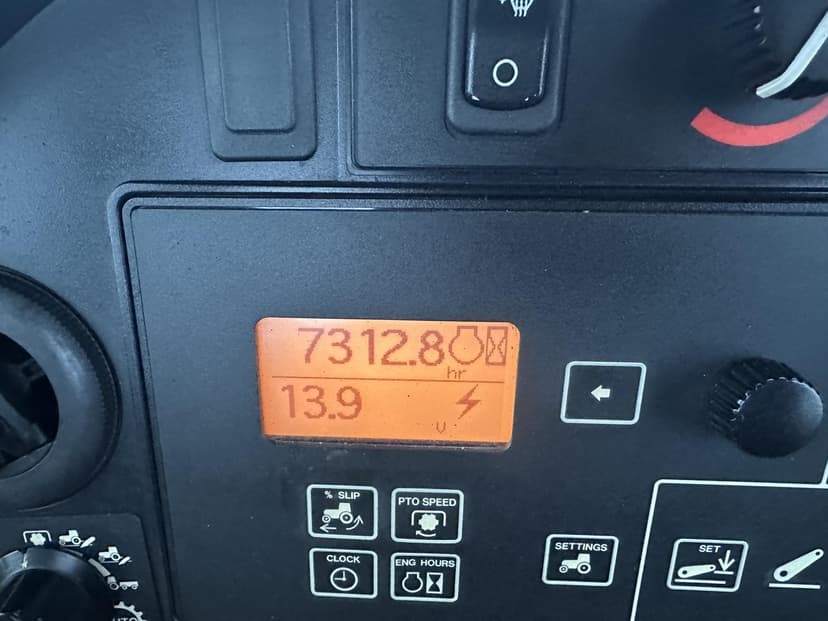 7312.8
hr
13.9
V
% SLIP
PTO SPEED
CLOCK
ENG HOURS
SETTINGS
SET